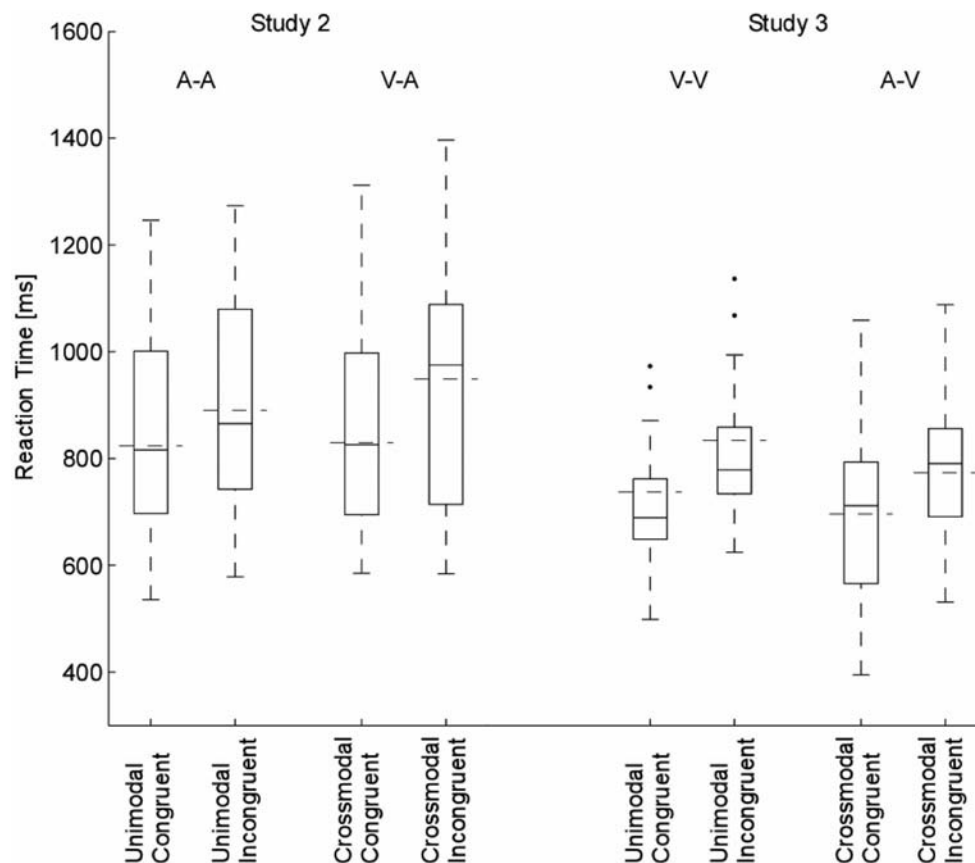 Study 2
Study 3
A-A
V-A
V-V
A-V
Reaction Time [ms]
1600
1400
1200
1000
800
600
400
Unimodal
Congruent
Unimodal
Incongruent
Crossmodal
Congruent
Crossmodal
Incongruent
Unimodal
Congruent
Unimodal
Incongruent
Crossmodal
Congruent
Crossmodal
Incongruent